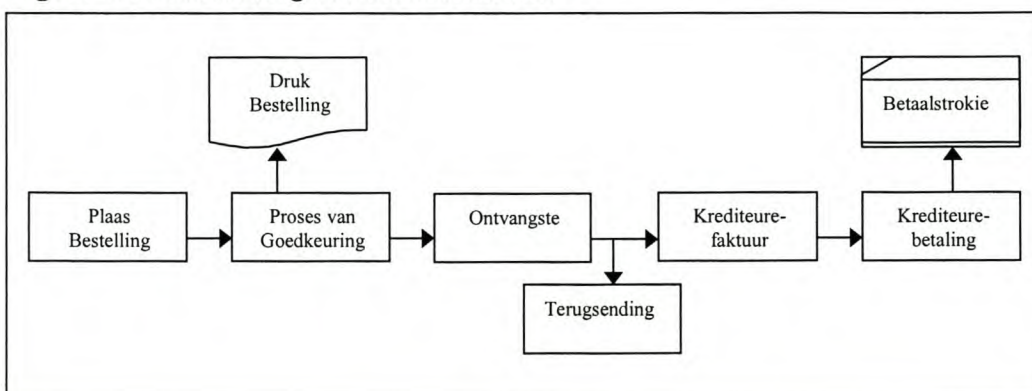 Druk
Bestelling
Betaalstrokie
Plaas
Bestelling
Proses van
Goedkeuring
Ontvangste
Krediteure-
faktuur
Krediteure-
betaling
Terugsending